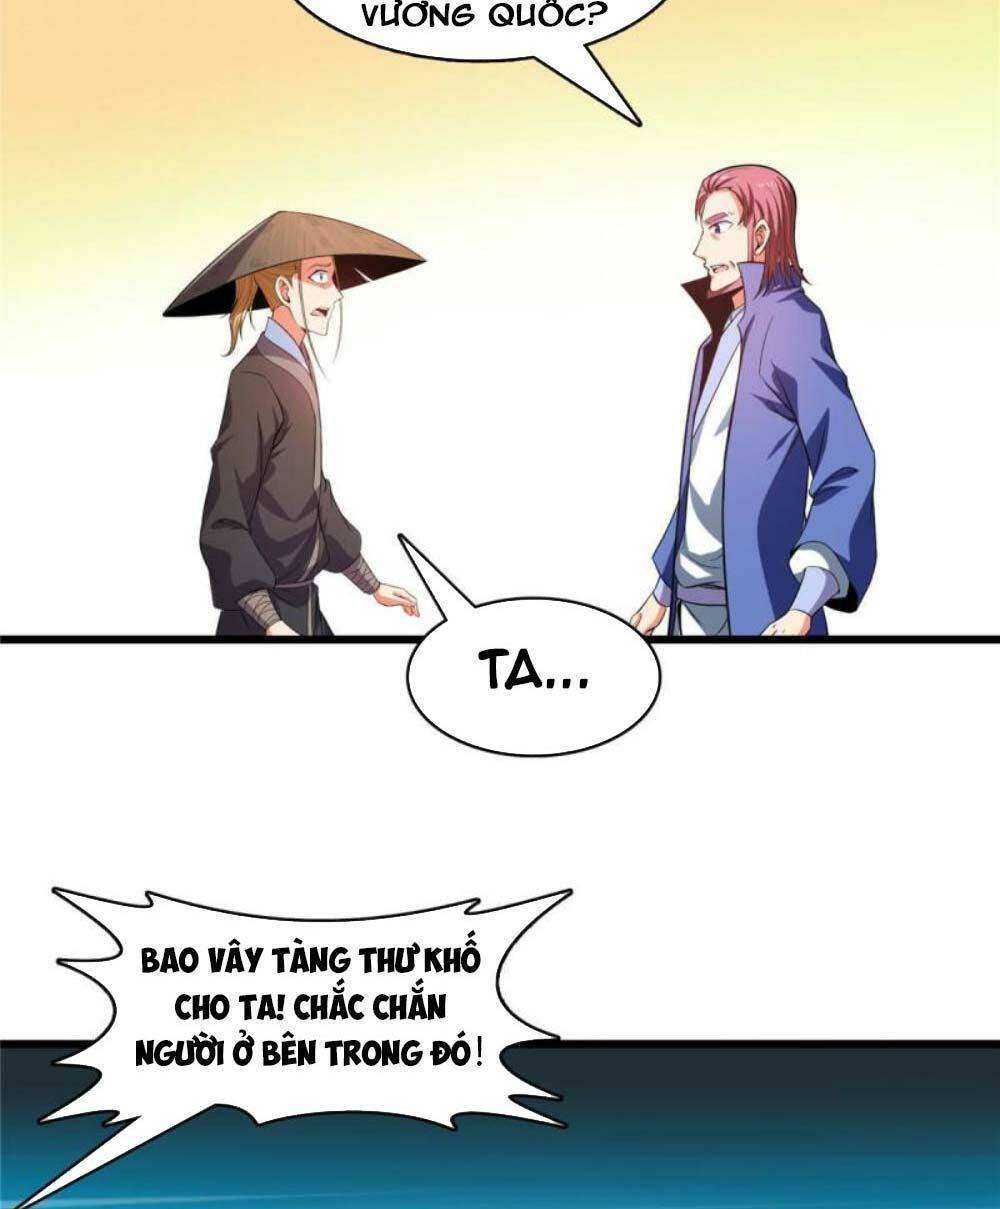 VƯƠNG QUỐC?
TA...
BAO VÂY TÀNG THƯ KHỐ
CHO TA! CHẮC CHẮN
NGƯỜI Ở BÊN TRONG ĐÓ!